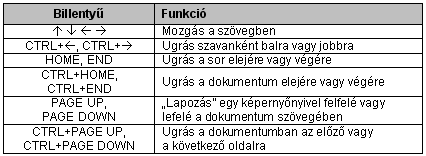 Billentyű Funkció
↑ ↓ ← → Mozgás a szövegben
CTRL+←, CTRL+→ Ugrás szavanként balra vagy jobbra
HOME, END Ugrás a sor elejére vagy végére
CTRL+HOME,
CTRL+END
Ugrás a dokumentum elejére vagy végére
PAGE UP,
PAGE DOWN
„Lapozás” egy képernyőnyivel felfelé vagy
lefelé a dokumentum szövegében
CTRL+PAGE UP,
CTRL+PAGE DOWN
Ugrás a dokumentumban az előző vagy
a következő oldalra